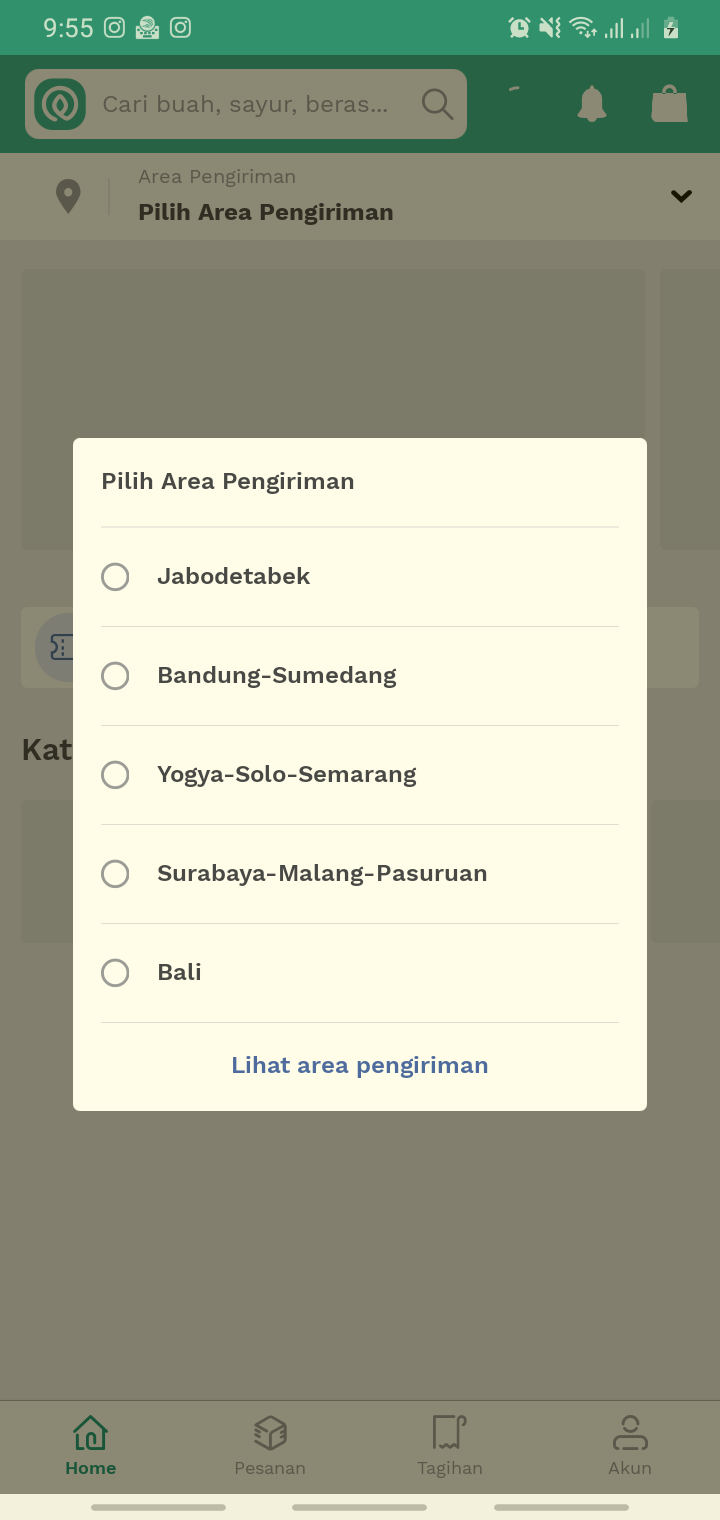 9:55
Cari buah, sayur, beras...
Area Pengiriman
Pilih Area Pengiriman
Pilih Area Pengiriman
Jabodetabek
Bandung-Sumedang
Yogya-Solo-Semarang
Kat
Surabaya-Malang-Pasuruan
Bali
Lihat area pengiriman
Home
Pesanan
Tagihan
Akun